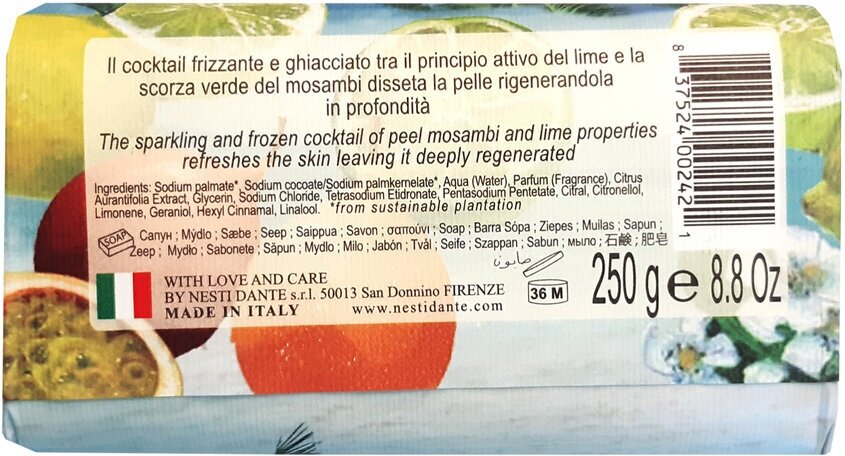 Il cocktail frizzante e ghiacciato tra il principio attivo del lime e la
scorza verde del mosambi disseta la pelle rigenerandola
in profondità
The sparkling and frozen cocktail of peel mosambi and lime properties
refreshes the skin leaving it deeply regenerated
Ingredients: Sodium palmate*, Sodium cocoate/Sodium palmkernelate*, Aqua (Water), Parfum (Fragrance), Citrus
Aurantifolia Extract, Glycerin, Sodium Chloride, Tetrasodium Etidronate, Pentasodium Pentetate, Citral, Citronellol,
Limonene, Geraniol, Hexyl Cinnamal, Linalool. *from sustainable plantation
SOAP Сапун ; Mýdlo ; Sæbe ; Seep ; Saippua ; Savon ; σαπούνι ; Soap ; Barra Sópa ; Ziepes ; Muilas ; Sapun ;
Zeep ; Mydło ; Sabonete ; Săpun ; Mydlo ; Milo ; Jabón ; Tvål ; Seife ; Szappan ; Sabun ; мыло ; 石鹸 ; 肥皂
صابون
WITH LOVE AND CARE
BY NESTI DANTE s.r.l. 50013 San Donnino FIRENZE
MADE IN ITALY www.nestidante.com
36 M
250 g e 8.8 Oz
8 37524 00242 1